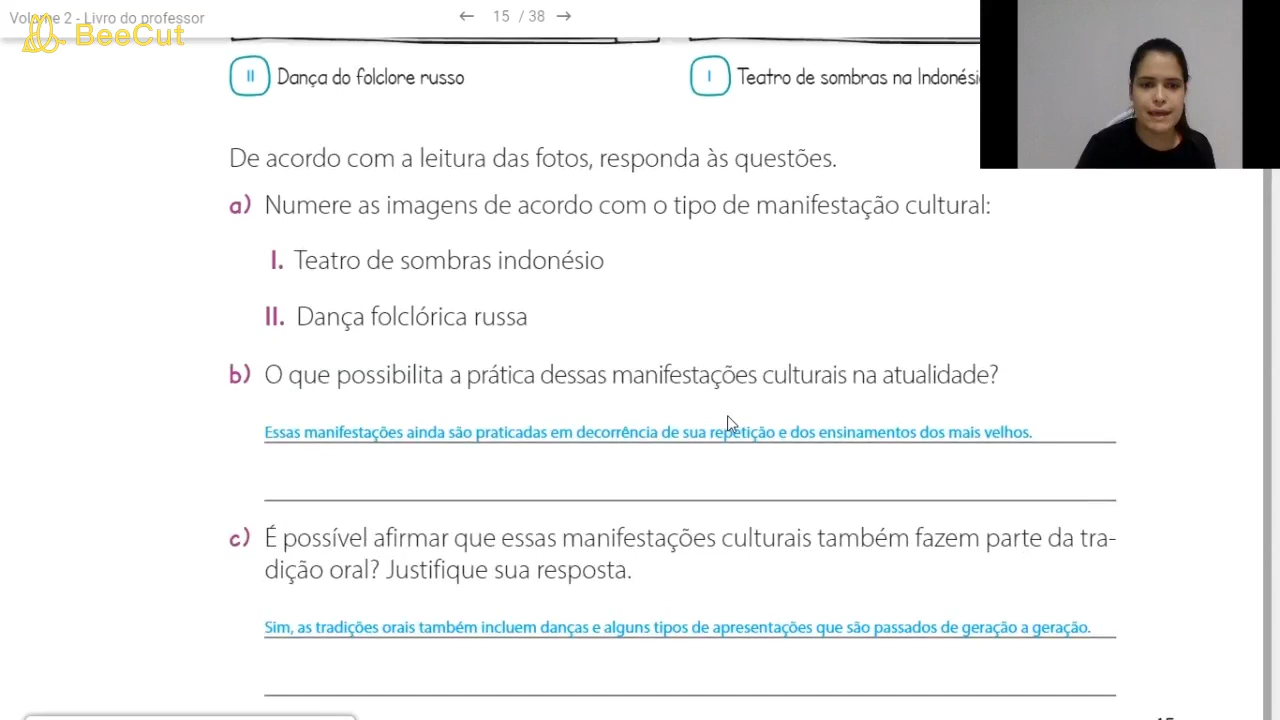 Volume 2 - Livro do professor
15 / 38
BeeCut
II Dança do folclore russo
I Teatro de sombras na Indonési
De acordo com a leitura das fotos, responda às questões.
a) Numere as imagens de acordo com o tipo de manifestação cultural:
I. Teatro de sombras indonésio
II. Dança folclórica russa
b) O que possibilita a prática dessas manifestações culturais na atualidade?
Essas manifestações ainda são praticadas em decorrência de sua repetição e dos ensinamentos dos mais velhos.
c) É possível afirmar que essas manifestações culturais também fazem parte da tra-
dição oral? Justifique sua resposta.
Sim, as tradições orais também incluem danças e alguns tipos de apresentações que são passados de geração a geração.